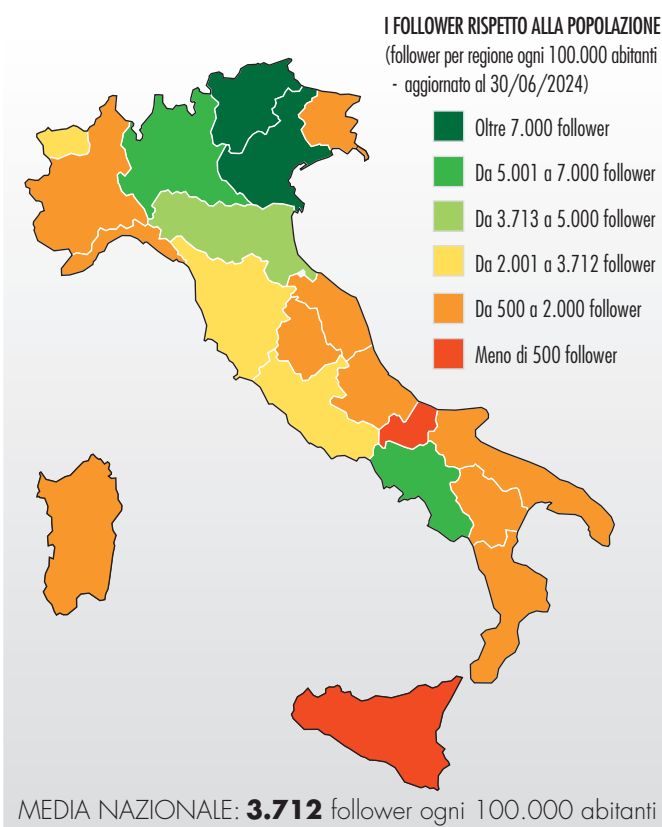 I FOLLOWER RISPETTO ALLA POPOLAZIONE
(follower per regione ogni 100.000 abitanti
- aggiornato al 30/06/2024)
Oltre 7.000 follower
Da 5.001 a 7.000 follower
Da 3.713 a 5.000 follower
Da 2.001 a 3.712 follower
Da 500 a 2.000 follower
Meno di 500 follower
MEDIA NAZIONALE: 3.712 follower ogni 100.000 abitanti